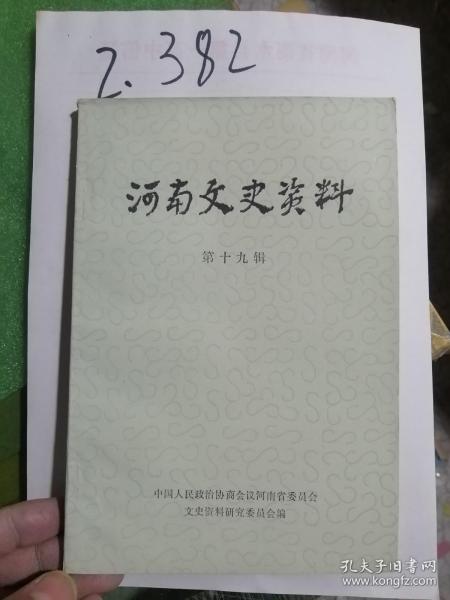 2.382
河南文史资料
第十九辑
中国人民政治协商会议河南省委员会
文史资料研究委员会编
孔夫子旧书网
www.kongfz.com